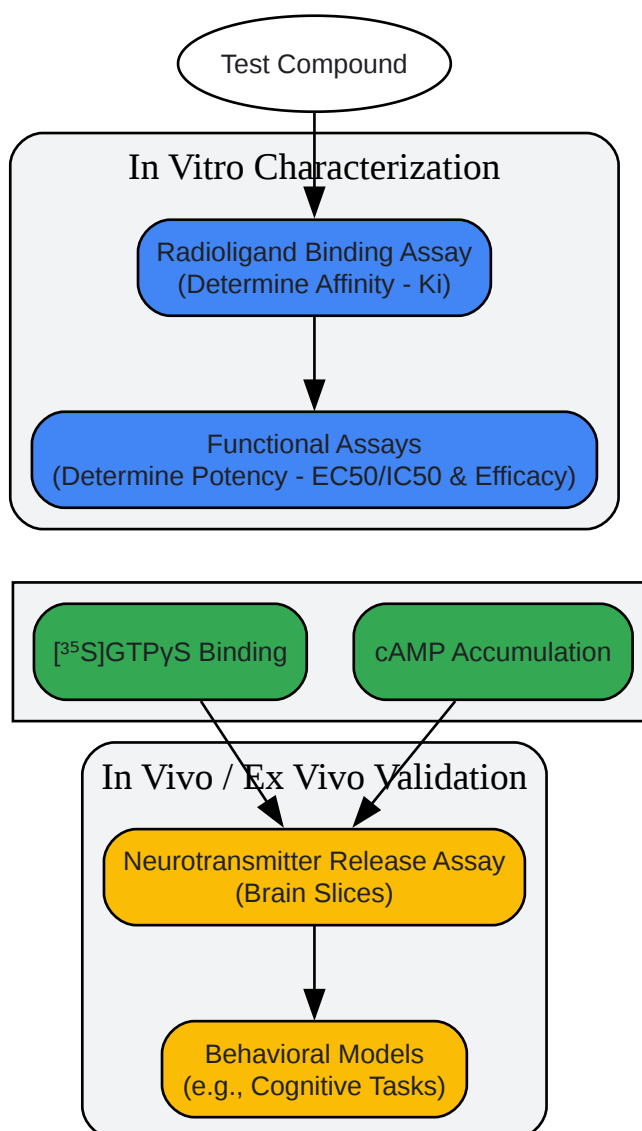 Test Compound
In Vitro Characterization
Radioligand Binding Assay
(Determine Affinity - Ki)
Functional Assays
(Determine Potency - EC50/IC50 & Efficacy)
[³⁵S]GTPγS Binding
cAMP Accumulation
In Vivo / Ex Vivo Validation
Neurotransmitter Release Assay
(Brain Slices)
Behavioral Models
(e.g., Cognitive Tasks)